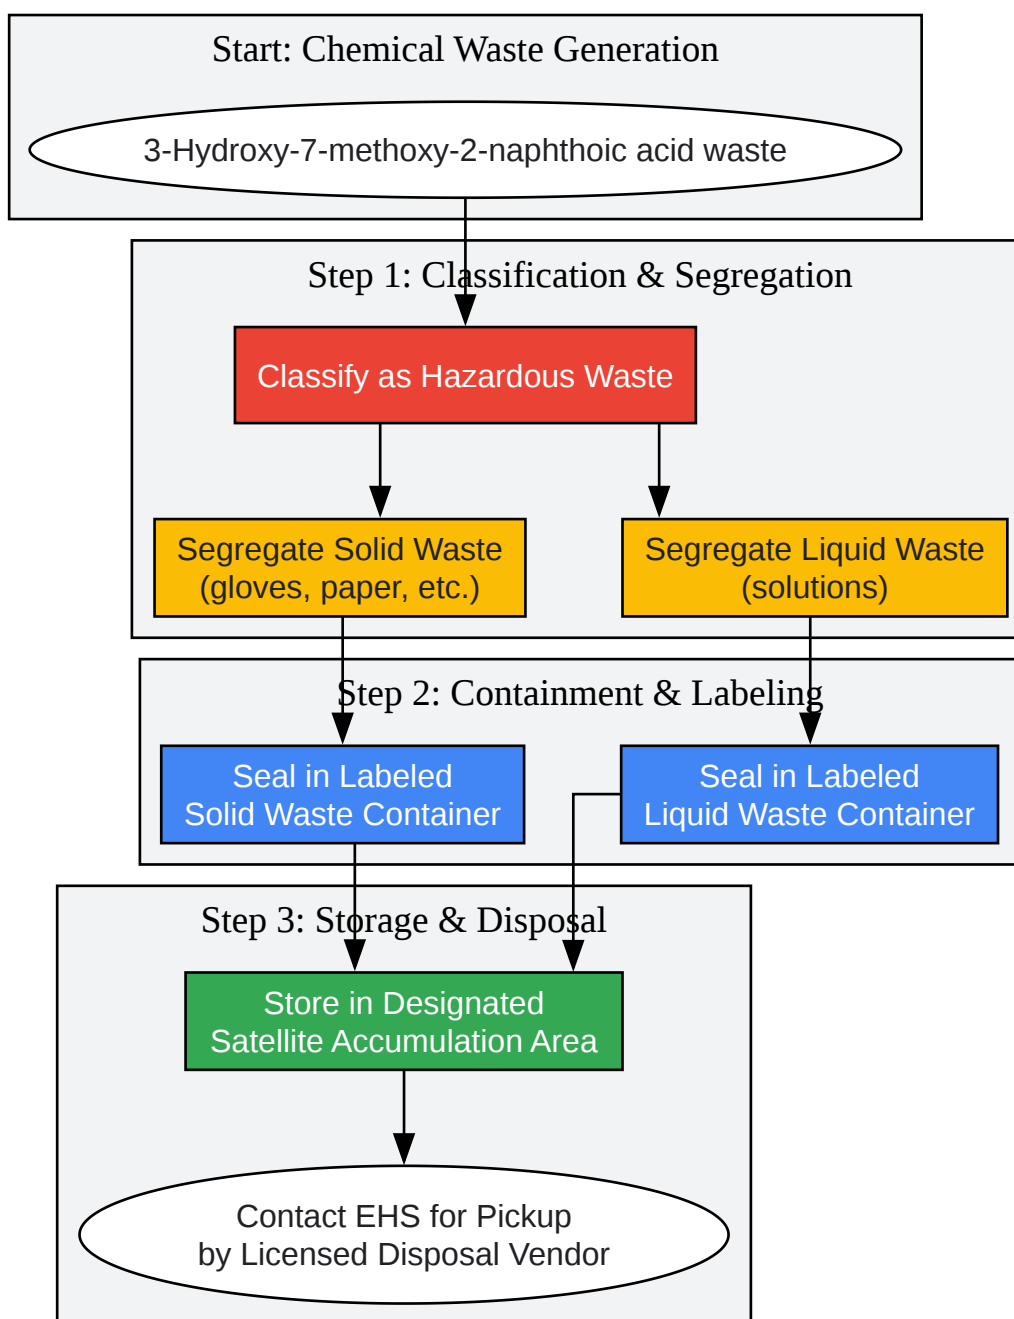 Start: Chemical Waste Generation
3-Hydroxy-7-methoxy-2-naphthoic acid waste
Step 1: Classification & Segregation
Classify as Hazardous Waste
Segregate Solid Waste
(gloves, paper, etc.)
Segregate Liquid Waste
(solutions)
Step 2: Containment & Labeling
Seal in Labeled
Solid Waste Container
Seal in Labeled
Liquid Waste Container
Step 3: Storage & Disposal
Store in Designated
Satellite Accumulation Area
Contact EHS for Pickup
by Licensed Disposal Vendor